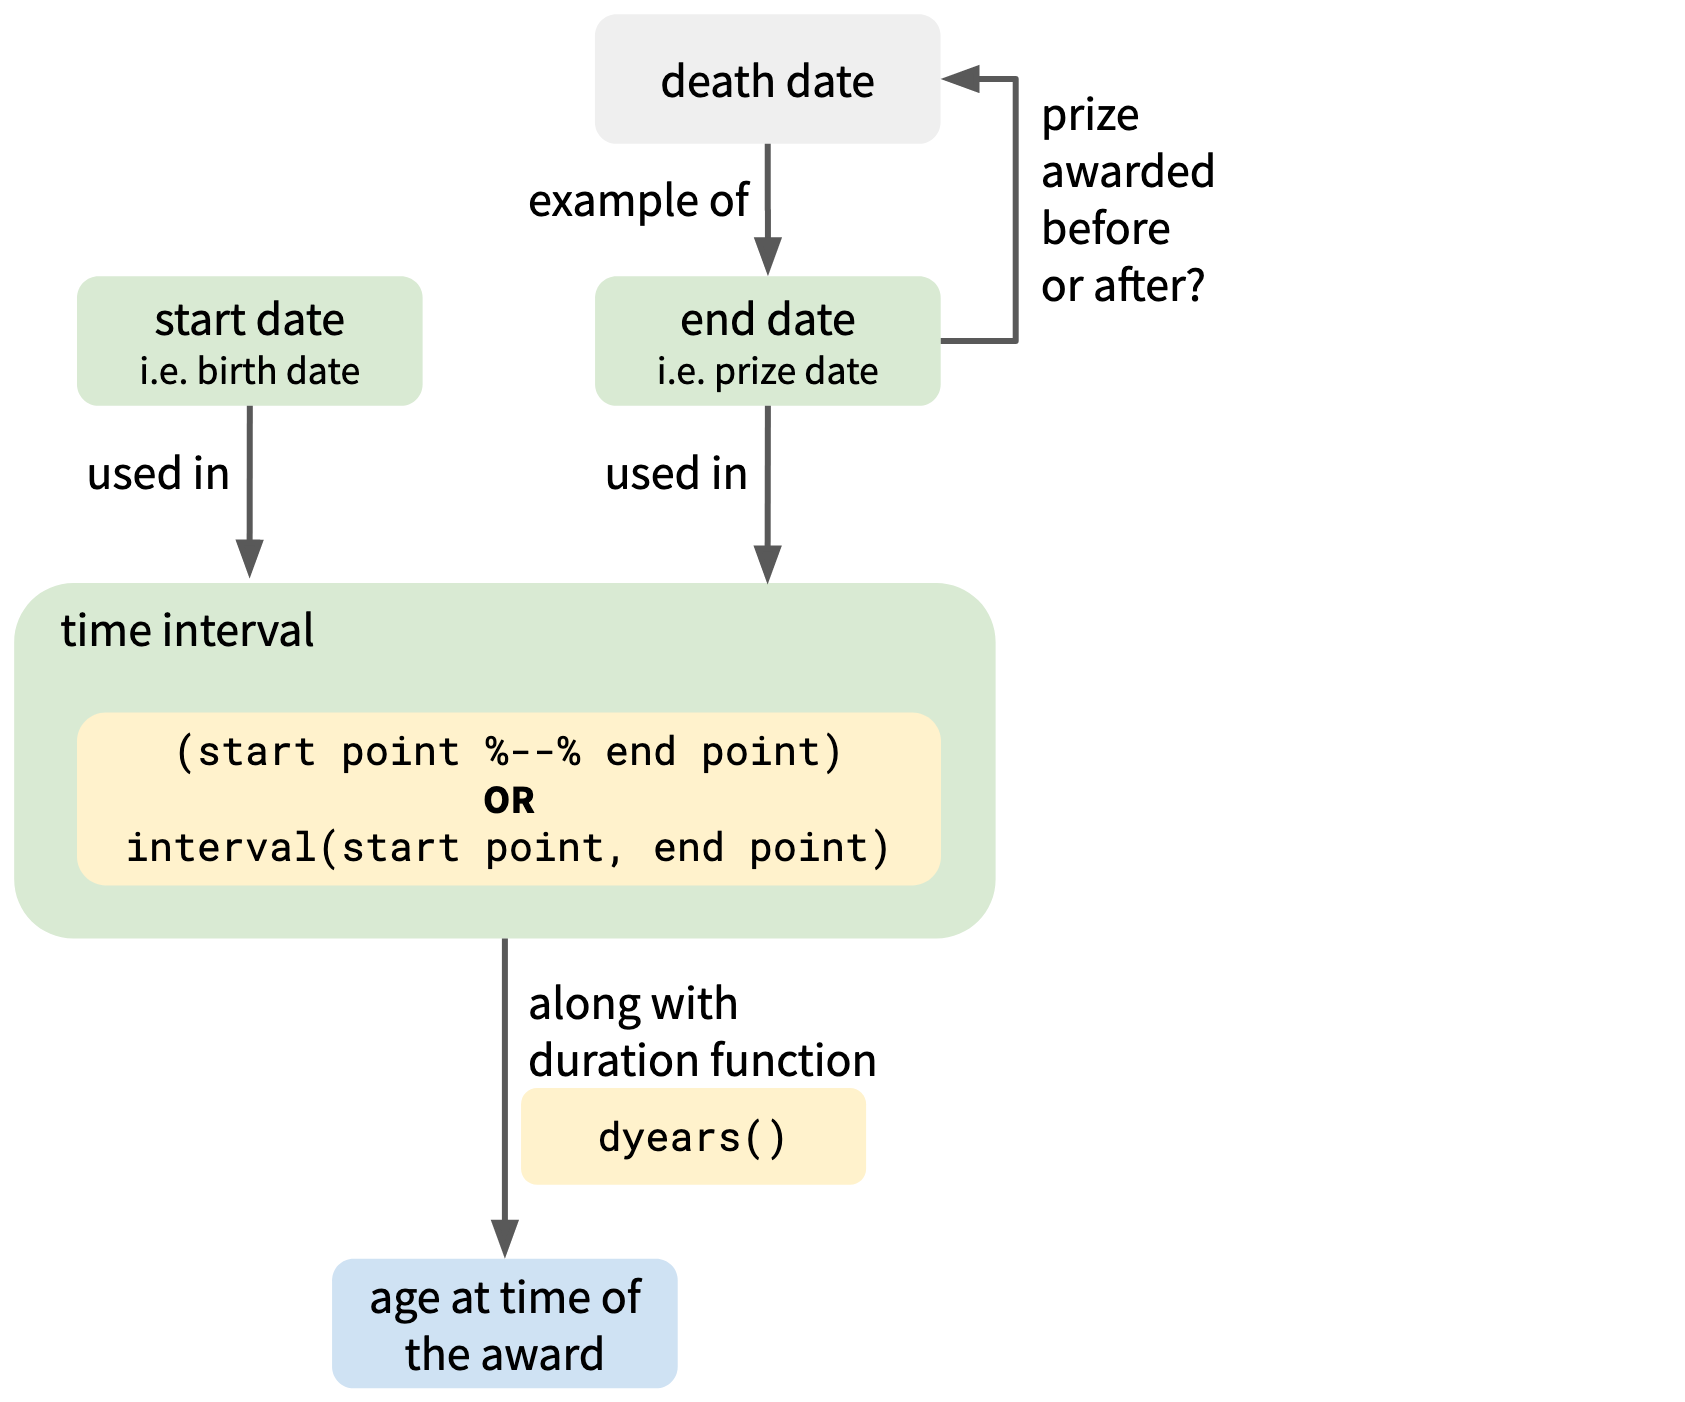 death date
prize
awarded
before
or after?
example of
start date
i.e. birth date
end date
i.e. prize date
used in
used in
time interval
(start point %--% end point)
OR
interval(start point, end point)
along with
duration function
dyears()
age at time of
the award